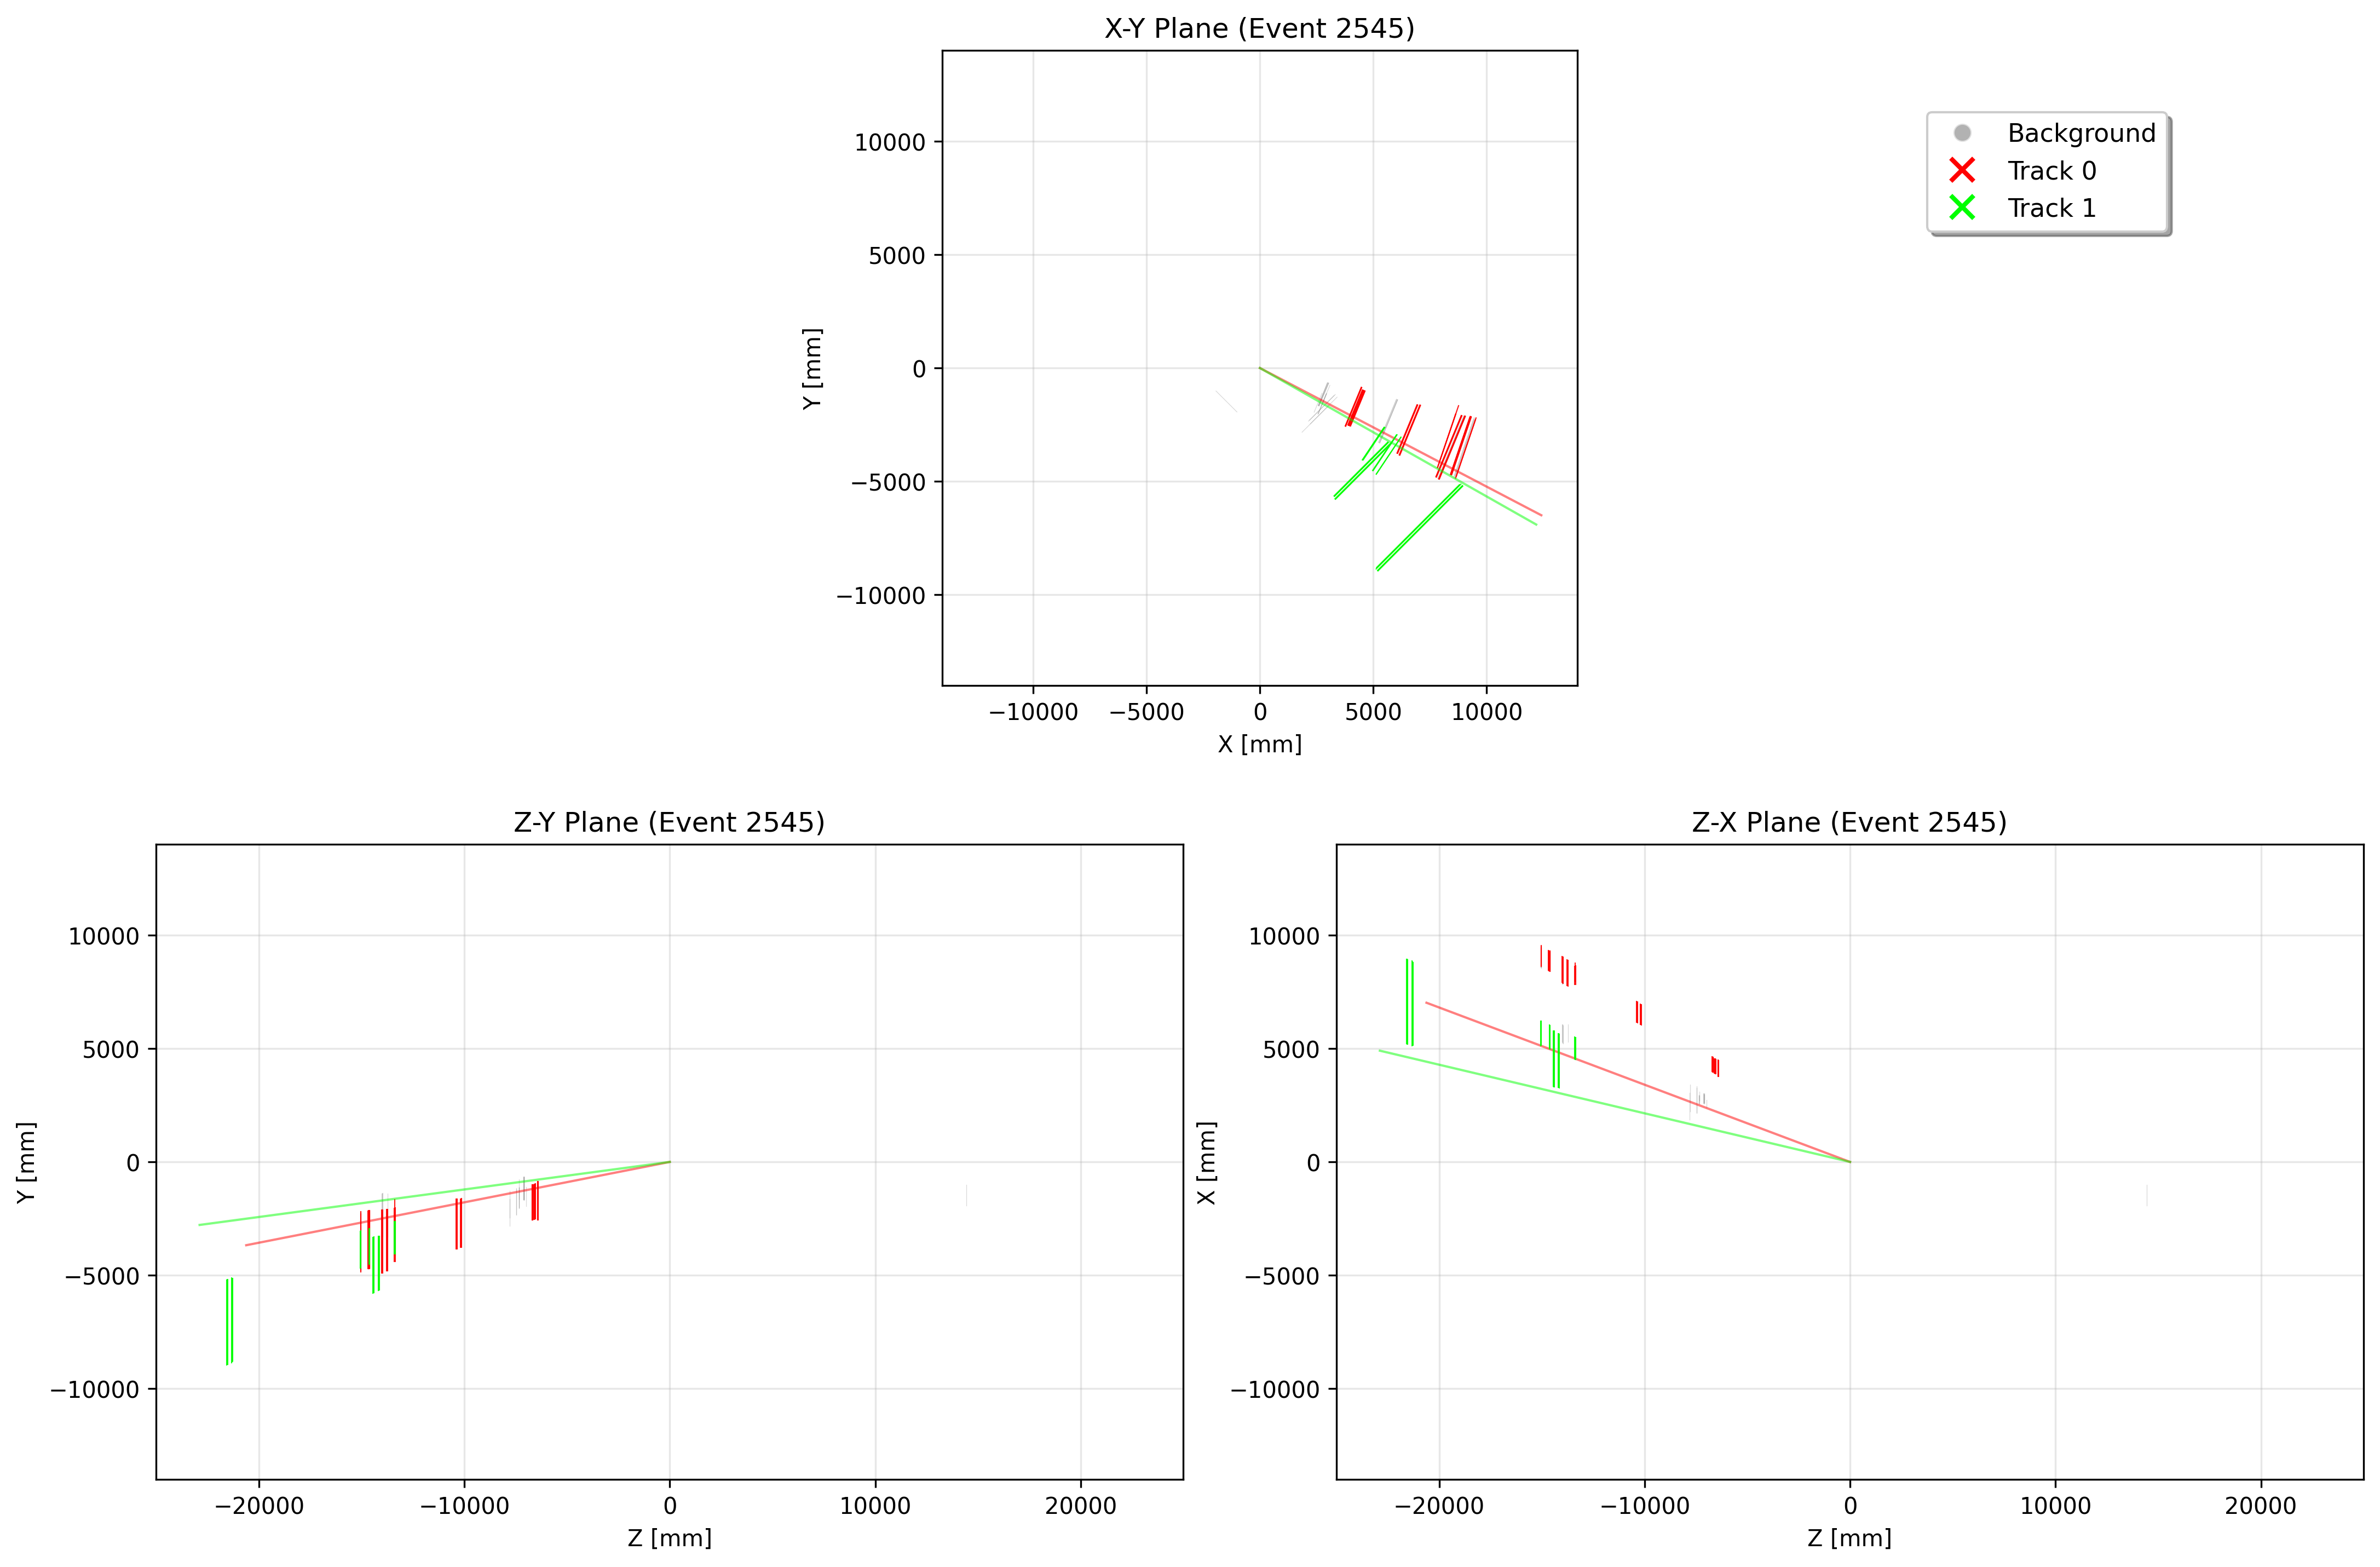 X-Y Plane (Event 2545)
10000
5000
0
−5000
−10000
Y [mm]
−10000 −5000 0 5000 10000
X [mm]
Background
Track 0
Track 1
Z-Y Plane (Event 2545)
10000
5000
0
−5000
−10000
Y [mm]
−20000 −10000 0 10000 20000
Z [mm]
Z-X Plane (Event 2545)
10000
5000
0
−5000
−10000
X [mm]
−20000 −10000 0 10000 20000
Z [mm]